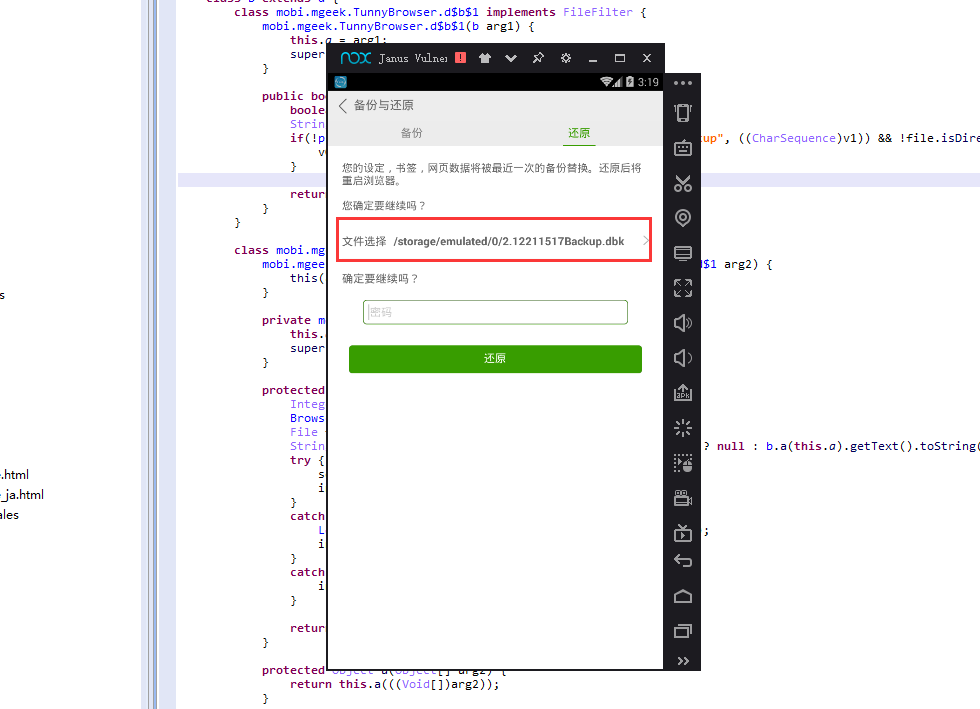 class mobi.mgeek.TunnyBrowser.d$b$1 implements FileFilter {
mobi.mgeek.TunnyBrowser.d$b$1(b arg1) {
this.a = arg1;
super
}
public bo
boole
Strin
if(!p
up", ((CharSequence)v1)) && !file.isDire
v
}
retur
}
}
class mo
mobi.mgee
d$1 arg2) {
this(
}
private m
this.
super
}
protected
Integ
Brows
File
Strin
? null : b.a(this.a).getText().toString(
try {
s
i
}
catch
L
;
i
}
catch
i
}
retur
}
protected Object a(Object[] arg2) {
return this.a(((Void[])arg2));
}
s
.html
_ja.html
ales
nox Janus Vulner
3:19
备份与还原
备份 还原
您的设定，书签，网页数据将被最近一次的备份替换。还原后将
重启浏览器。
您确定要继续吗？
文件选择 /storage/emulated/0/2.12211517Backup.dbk
确定要继续吗？
密码
还原